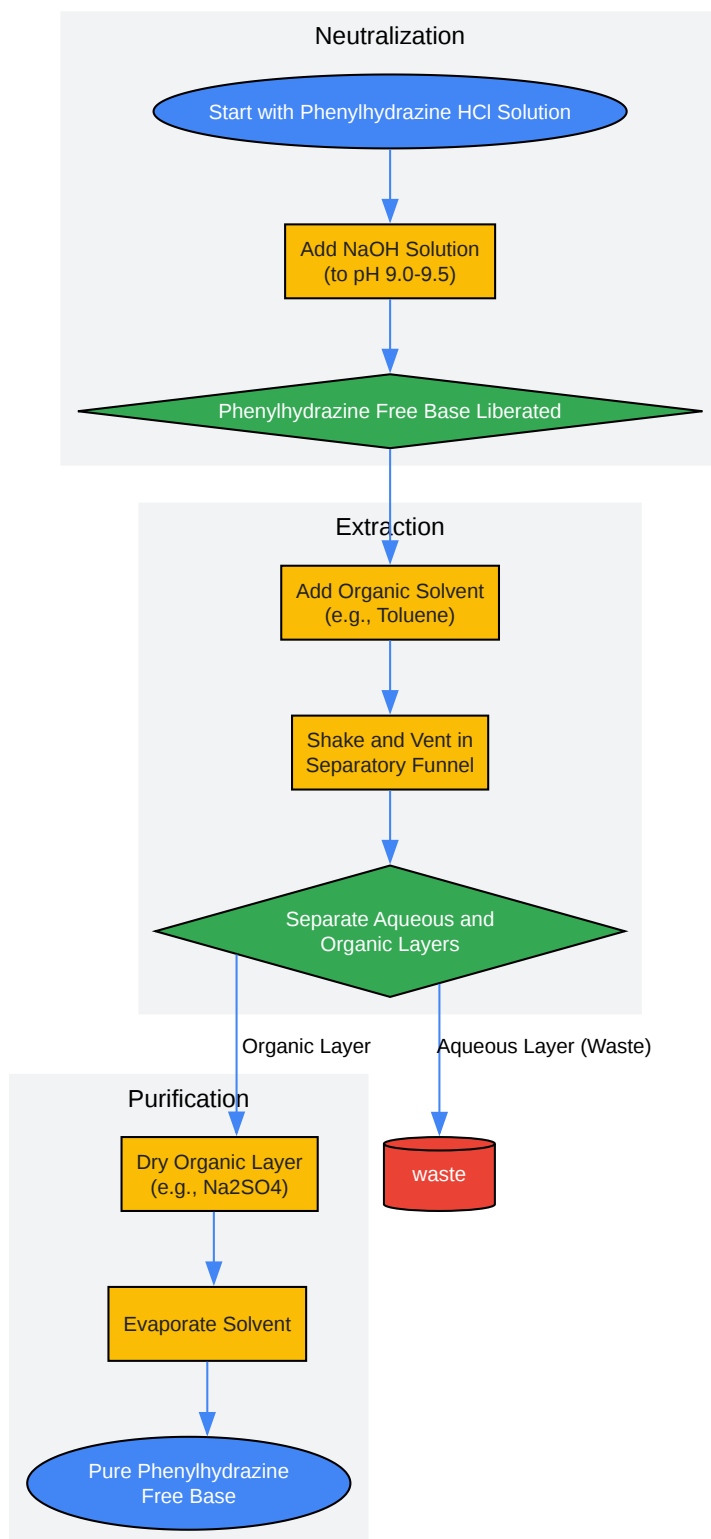 Neutralization
Start with Phenylhydrazine HCl Solution
Add NaOH Solution
(to pH 9.0-9.5)
Phenylhydrazine Free Base Liberated
Extraction
Add Organic Solvent
(e.g., Toluene)
Shake and Vent in
Separatory Funnel
Separate Aqueous and
Organic Layers
Organic Layer
Aqueous Layer (Waste)
Purification
Dry Organic Layer
(e.g., Na2SO4)
waste
Evaporate Solvent
Pure Phenylhydrazine
Free Base